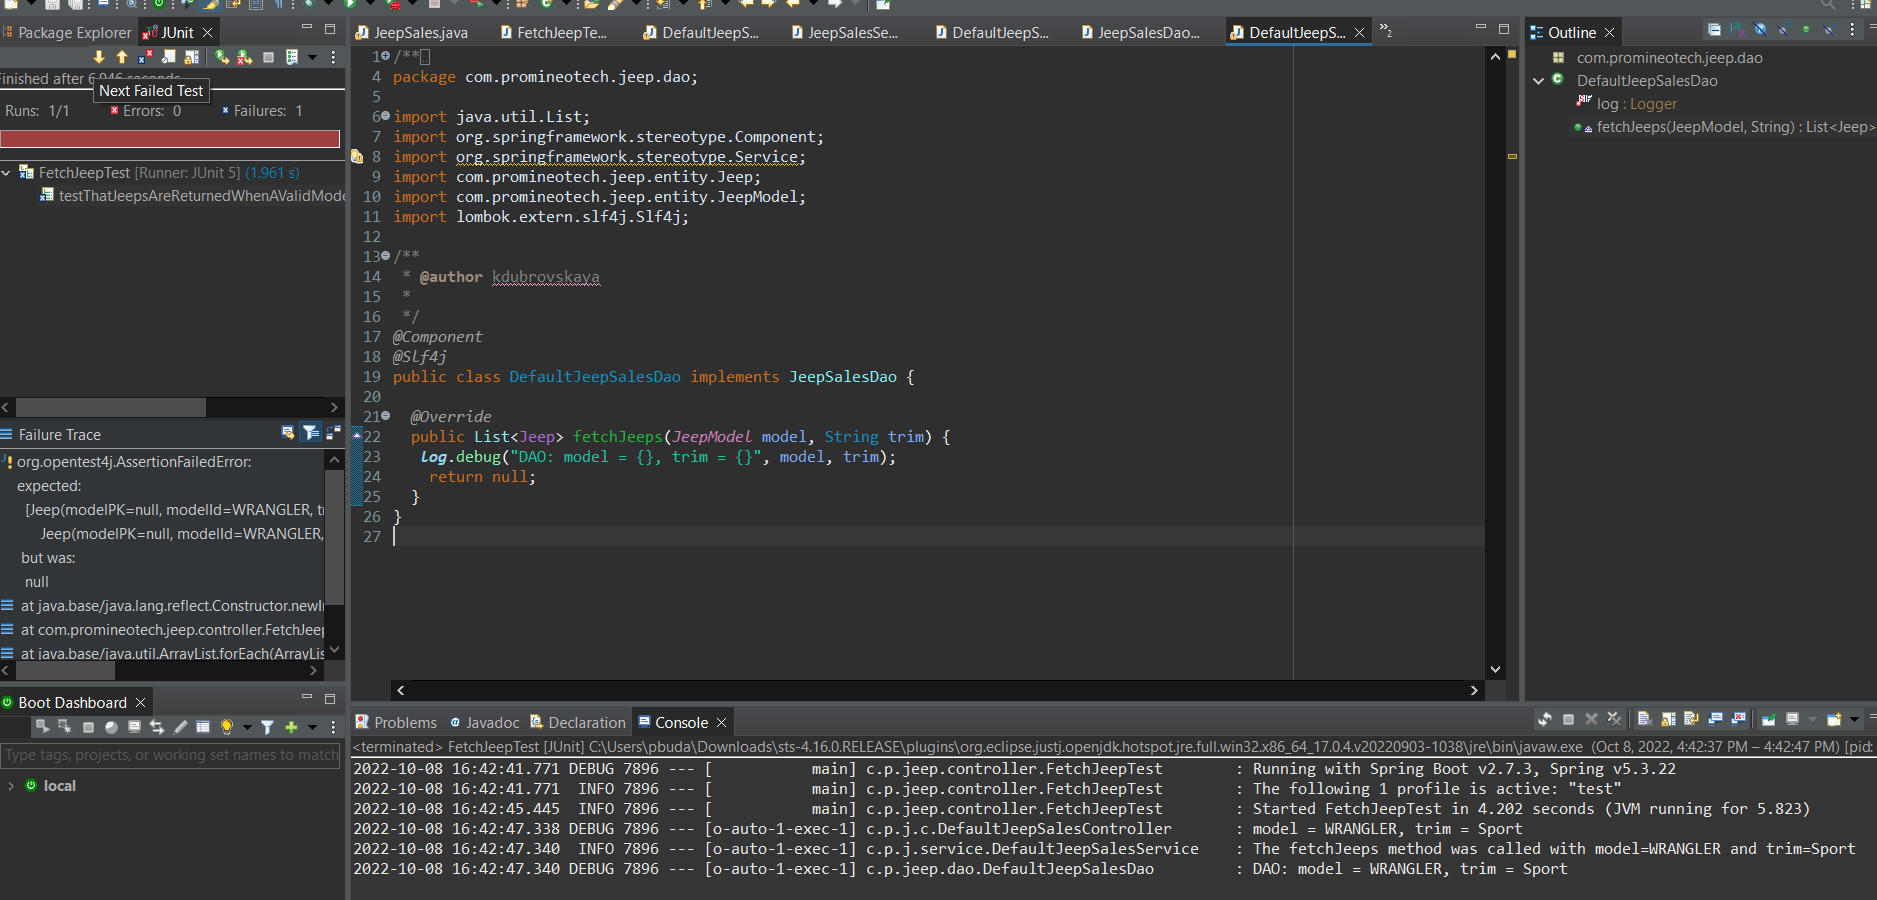 Package Explorer
JUnit
Finished after 6.946 seconds
Next Failed Test
Runs: 1/1
Errors: 0
Failures: 1
FetchJeepTest [Runner: JUnit 5] (1.961 s)
testThatJeepsAreReturnedWhenAValidMode
Failure Trace
org.opentest4j.AssertionFailedError:
expected:
[Jeep(modelPK=null, modelId=WRANGLER, tr
Jeep(modelPK=null, modelId=WRANGLER,
but was:
null
at java.base/java.lang.reflect.Constructor.newIn
at com.promineotech.jeep.controller.FetchJeep
at java.base/java.util.ArrayList.forEach(ArrayLis
Boot Dashboard
Type tags, projects, or working set names to match
local
JeepSales.java
FetchJeepTe...
DefaultJeepS...
JeepSalesSe...
DefaultJeepS...
JeepSalesDao...
DefaultJeepS...
»2
1 /**
4 package com.promineotech.jeep.dao;
5
6 import java.util.List;
7 import org.springframework.stereotype.Component;
8 import org.springframework.stereotype.Service;
9 import com.promineotech.jeep.entity.Jeep;
10 import com.promineotech.jeep.entity.JeepModel;
11 import lombok.extern.slf4j.Slf4j;
12
13 /**
14 * @author kdubrovskaya
15 *
16 */
17 @Component
18 @Slf4j
19 public class DefaultJeepSalesDao implements JeepSalesDao {
20
21 @Override
22 public List<Jeep> fetchJeeps(JeepModel model, String trim) {
23 log.debug("DAO: model = {}, trim = {}", model, trim);
24 return null;
25 }
26 }
27
Outline
com.promineotech.jeep.dao
DefaultJeepSalesDao
log : Logger
fetchJeeps(JeepModel, String) : List<Jeep>
Problems
Javadoc
Declaration
Console
<terminated> FetchJeepTest [JUnit] C:\Users\pbuda\Downloads\sts-4.16.0.RELEASE\plugins\org.eclipse.justj.openjdk.hotspot.jre.full.win32.x86_64_17.0.4.v20220903-1038\jre\bin\javaw.exe (Oct 8, 2022, 4:42:37 PM – 4:42:47 PM) [pid:
2022-10-08 16:42:41.771 DEBUG 7896 --- [ main] c.p.jeep.controller.FetchJeepTest : Running with Spring Boot v2.7.3, Spring v5.3.22
2022-10-08 16:42:41.771 INFO 7896 --- [ main] c.p.jeep.controller.FetchJeepTest : The following 1 profile is active: "test"
2022-10-08 16:42:45.445 INFO 7896 --- [ main] c.p.jeep.controller.FetchJeepTest : Started FetchJeepTest in 4.202 seconds (JVM running for 5.823)
2022-10-08 16:42:47.338 DEBUG 7896 --- [o-auto-1-exec-1] c.p.j.c.DefaultJeepSalesController : model = WRANGLER, trim = Sport
2022-10-08 16:42:47.340 INFO 7896 --- [o-auto-1-exec-1] c.p.j.service.DefaultJeepSalesService : The fetchJeeps method was called with model=WRANGLER and trim=Sport
2022-10-08 16:42:47.340 DEBUG 7896 --- [o-auto-1-exec-1] c.p.jeep.dao.DefaultJeepSalesDao : DAO: model = WRANGLER, trim = Sport